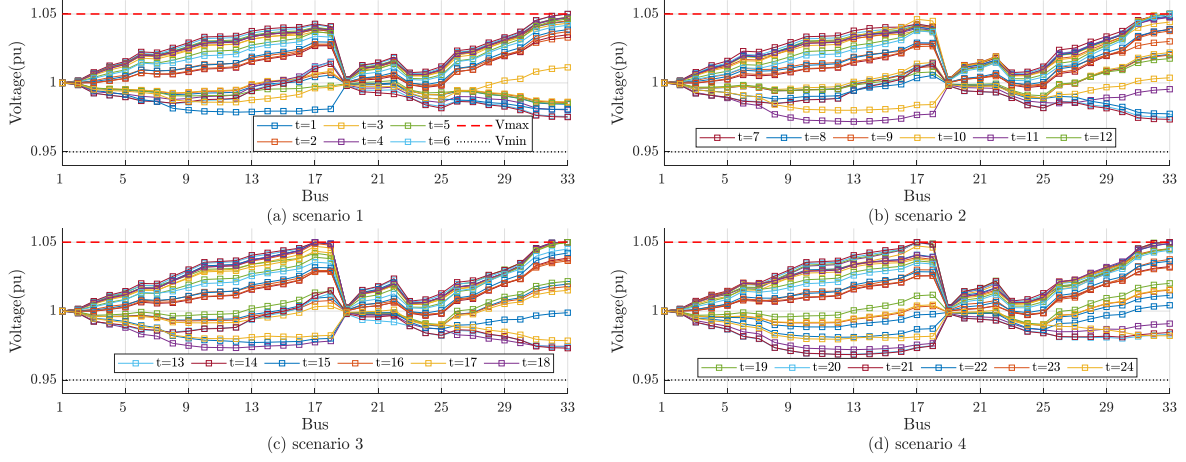 1.05
1
0.95
Voltage(pu)
t=1 t=3 t=5 Vmax
t=2 t=4 t=6 Vmin
1 5 9 13 17 21 25 29 33
Bus
(a) scenario 1
1.05
1
0.95
Voltage(pu)
t=7 t=8 t=9 t=10 t=11 t=12
1 5 9 13 17 21 25 29 33
Bus
(b) scenario 2
1.05
1
0.95
Voltage(pu)
t=13 t=14 t=15 t=16 t=17 t=18
1 5 9 13 17 21 25 29 33
Bus
(c) scenario 3
1.05
1
0.95
Voltage(pu)
t=19 t=20 t=21 t=22 t=23 t=24
1 5 9 13 17 21 25 29 33
Bus
(d) scenario 4